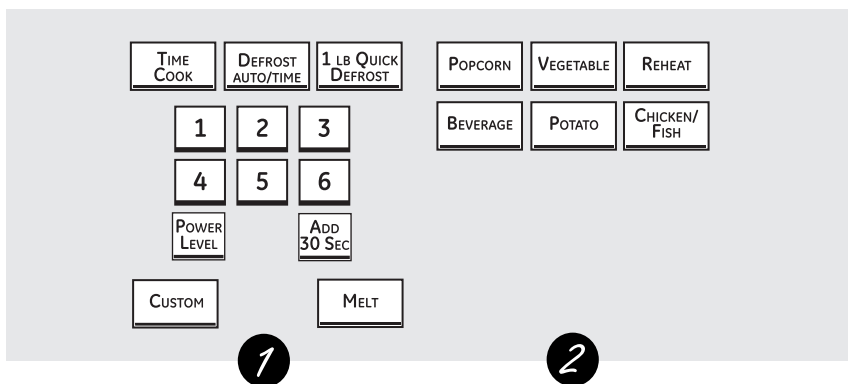 TIME
COOK
DEFROST
AUTO/TIME
1 LB QUICK
DEFROST
1 2 3
4 5 6
POWER
LEVEL
ADD
30 SEC
CUSTOM
MELT
1
POPCORN
VEGETABLE
REHEAT
BEVERAGE
POTATO
CHICKEN/
FISH
2